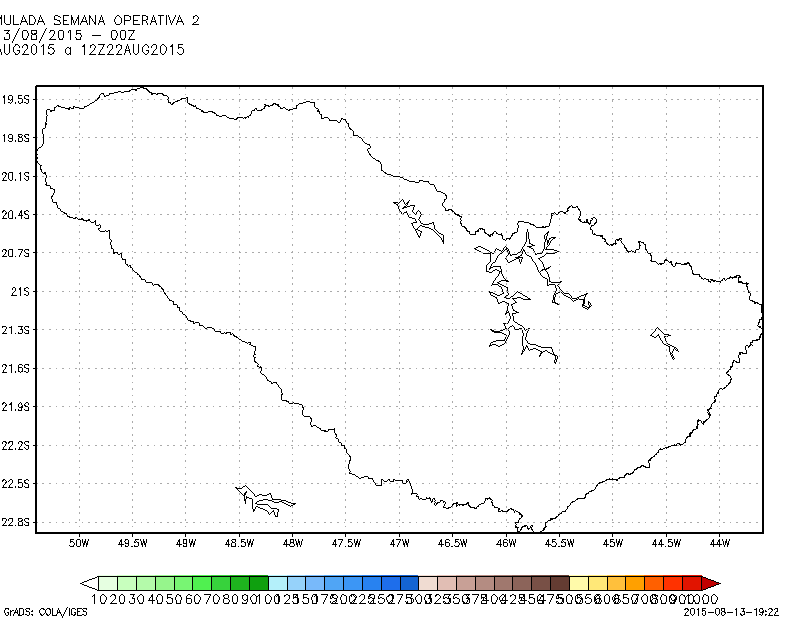 MULADA SEMANA OPERATIVA 2
3/08/2015 – 00Z
AUG2015 a 12Z22AUG2015
19.5S
19.8S
20.1S
20.4S
20.7S
21S
21.3S
21.6S
21.9S
22.2S
22.5S
22.8S
50W 49.5W 49W 48.5W 48W 47.5W 47W 46.5W 46W 45.5W 45W 44.5W 44W
10 20 30 40 50 60 70 80 90 100 125 150 175 200 225 250 275 300 325 350 375 400 425 450 475 500 550 600 650 700 800 900 1000
GrADS: COLA/IGES 2015-08-13-19:22